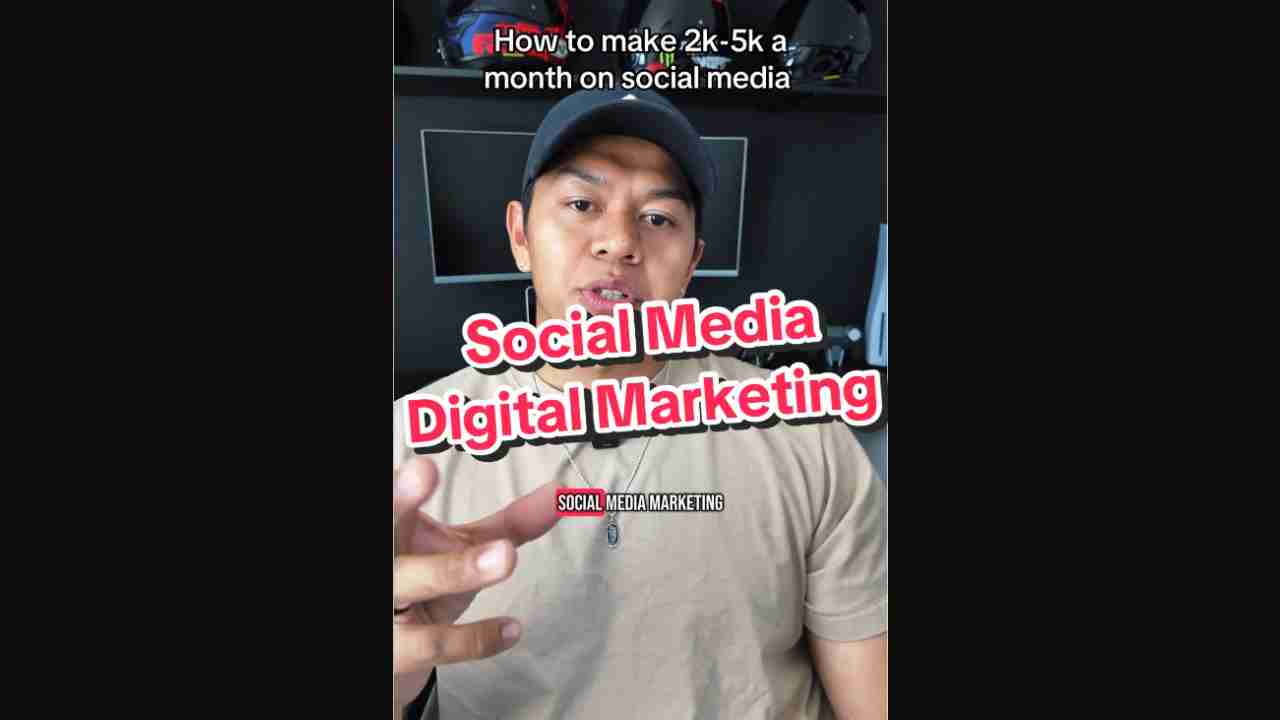 How to make 2k-5k a
month on social media
Social Media
Digital Marketing
SOCIAL MEDIA MARKETING